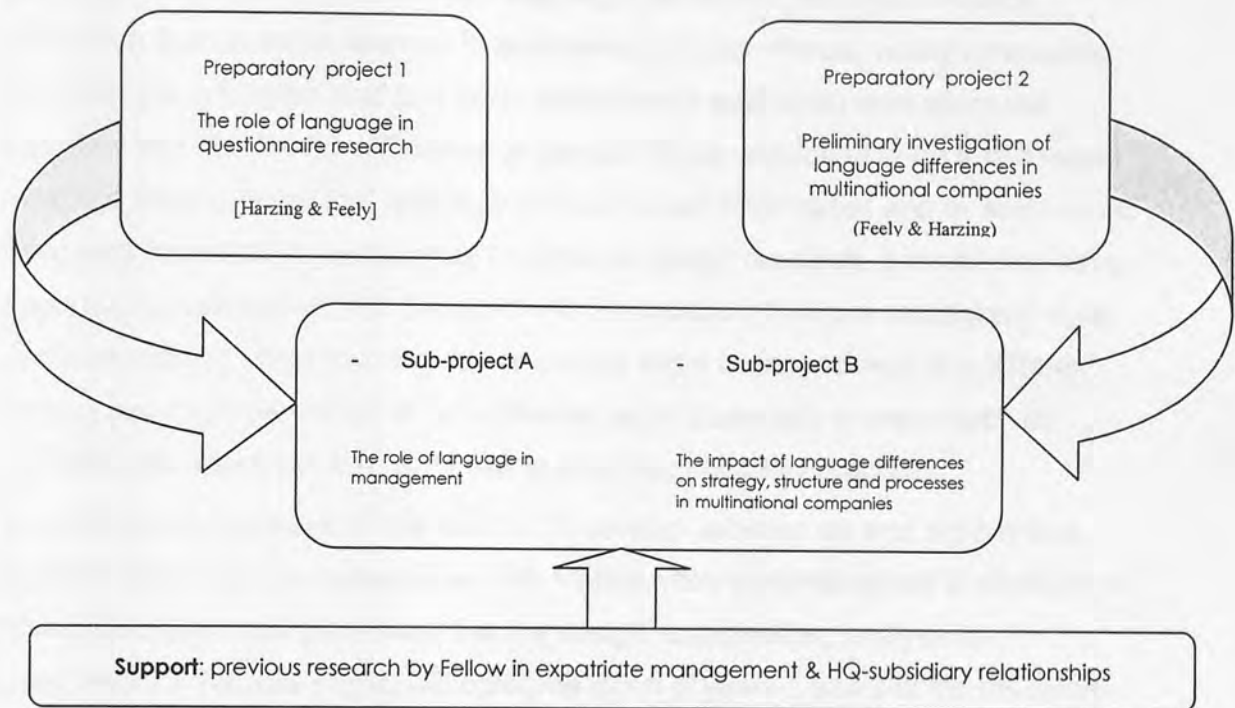 Preparatory project 1
The role of language in
questionnaire research
[Harzing & Feely]
Preparatory project 2
Preliminary investigation of
language differences in
multinational companies
(Feely & Harzing)
Sub-project A - Sub-project B
The role of language in
management
The impact of language differences
on strategy, structure and processes
in multinational companies
Support: previous research by Fellow in expatriate management & HQ-subsidiary relationships